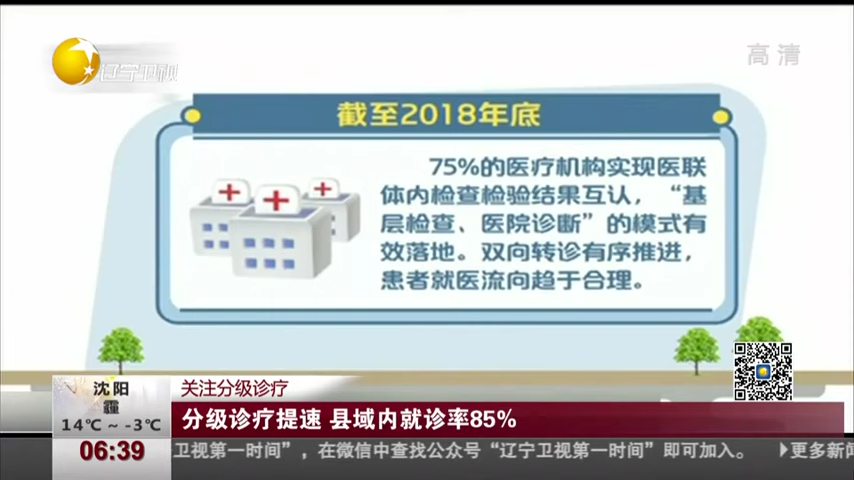 辽宁卫视
高清
截至2018年底
75%的医疗机构实现医联
体内检查检验结果互认，“基
层检查、医院诊断”的模式有
效落地。双向转诊有序推进，
患者就医流向趋于合理。
沈阳
霾
14℃~-3℃
06:39
关注分级诊疗
分级诊疗提速 县域内就诊率85%
卫视第一时间”，在微信中查找公众号“辽宁卫视第一时间”即可加入。 ▶更多新闻